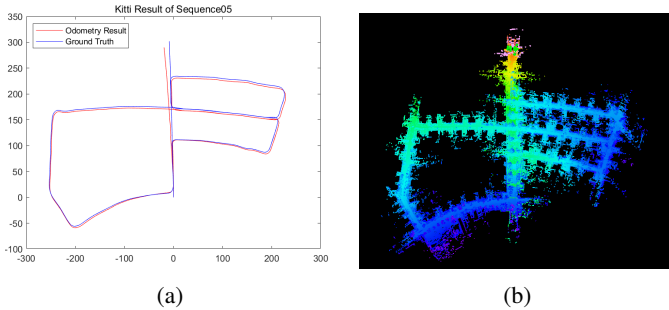 Kitti Result of Sequence05
Odometry Result
Ground Truth
350
300
250
200
150
100
50
0
-50
-100
-300 -200 -100 0 100 200 300
(a) (b)